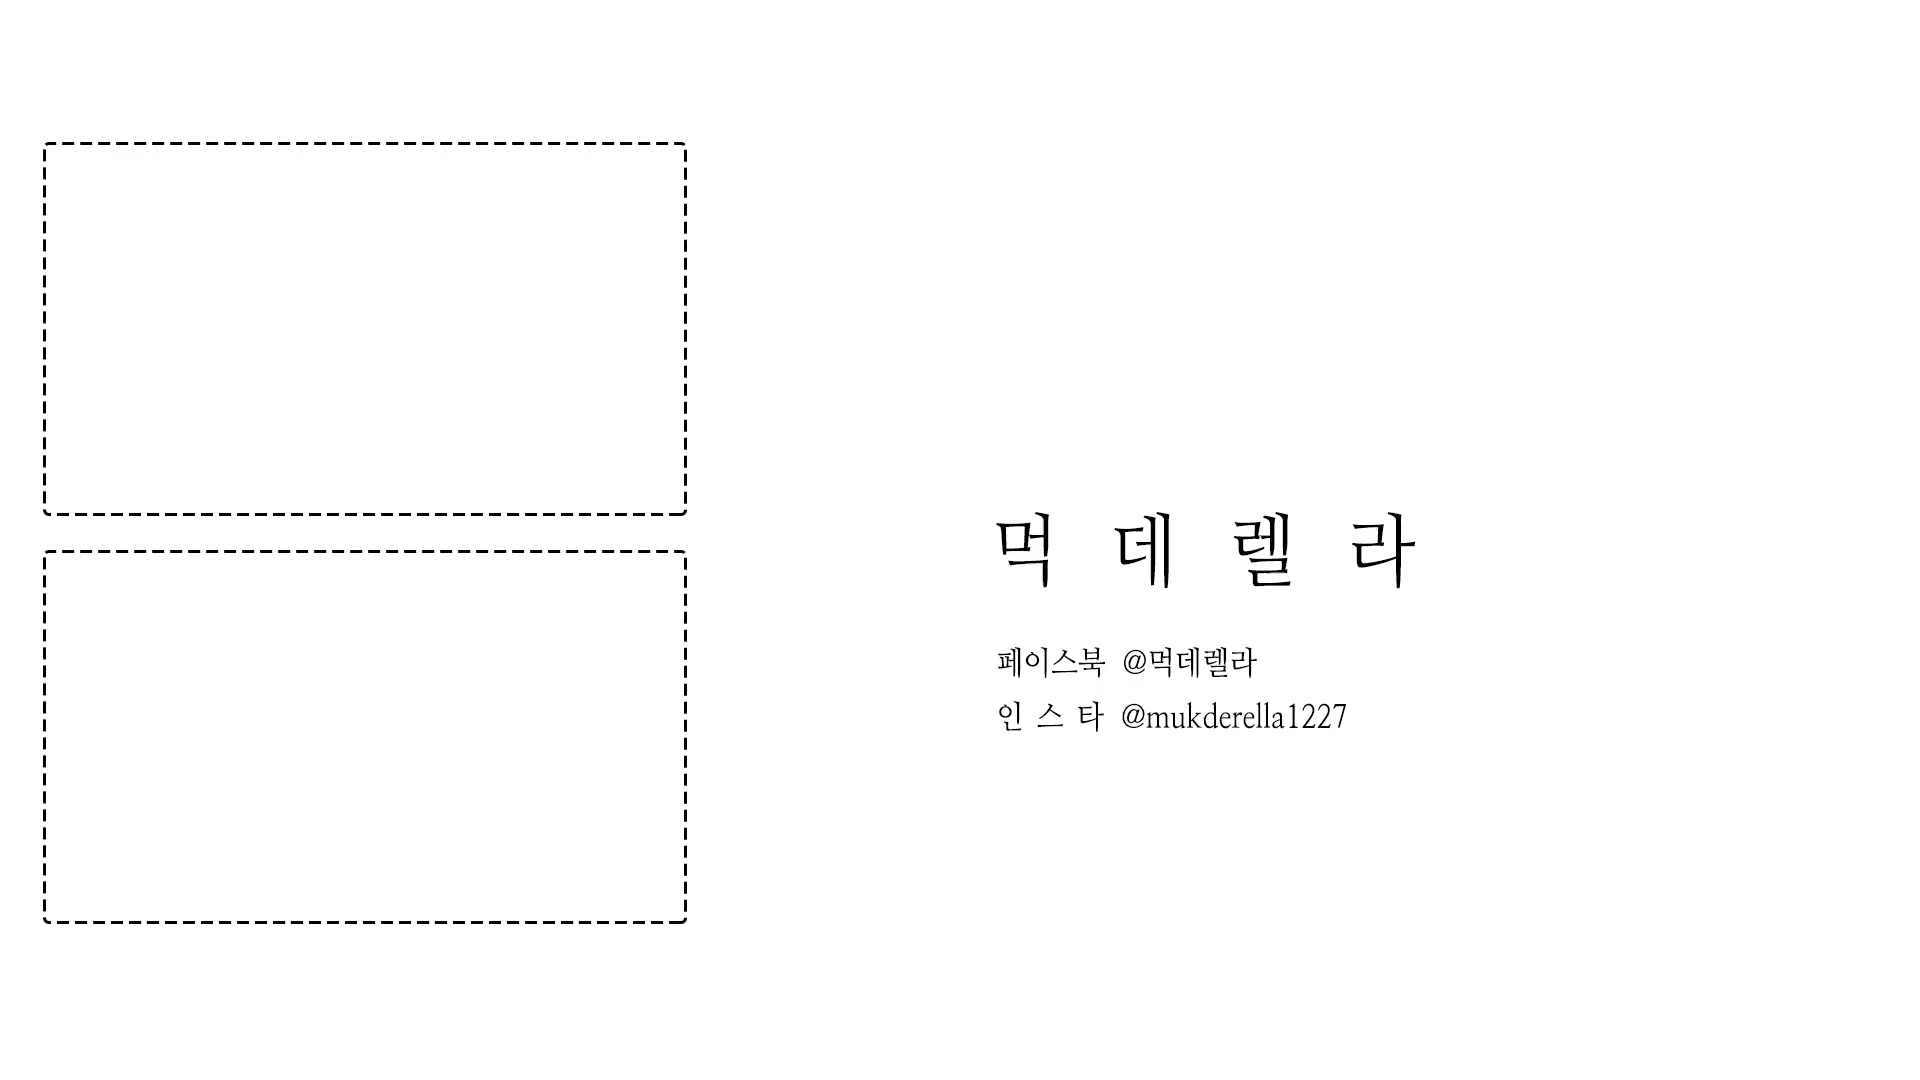 먹 데 렐 라
페이스북 @먹데렐라
인 스 타 @mukderella1227